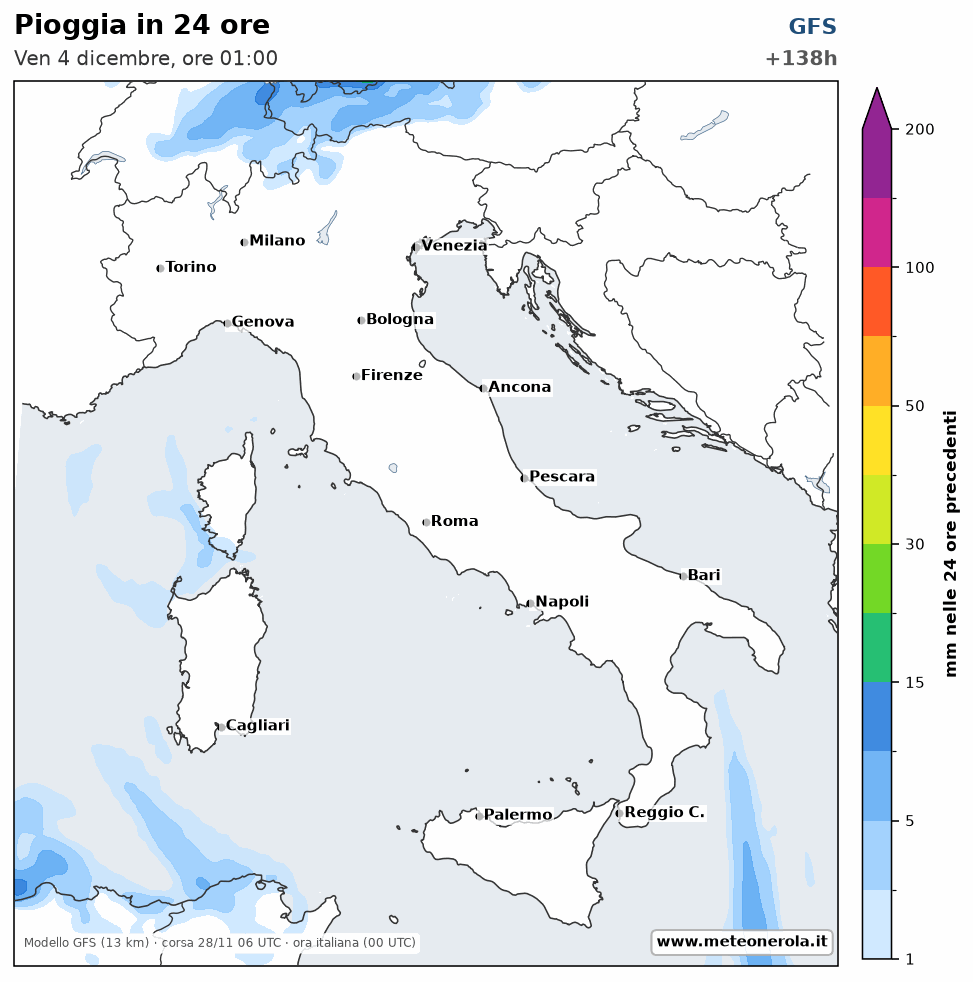 Pioggia in 24 ore
GFS
Ven 4 dicembre, ore 01:00
+138h
Milano
Venezia
Torino
Genova
Bologna
Firenze
Ancona
Pescara
Roma
Bari
Napoli
Cagliari
Palermo
Reggio C.
200
100
50
30
15
5
1
mm nelle 24 ore precedenti
Modello GFS (13 km) · corsa 28/11 06 UTC · ora italiana (00 UTC)
www.meteonerola.it